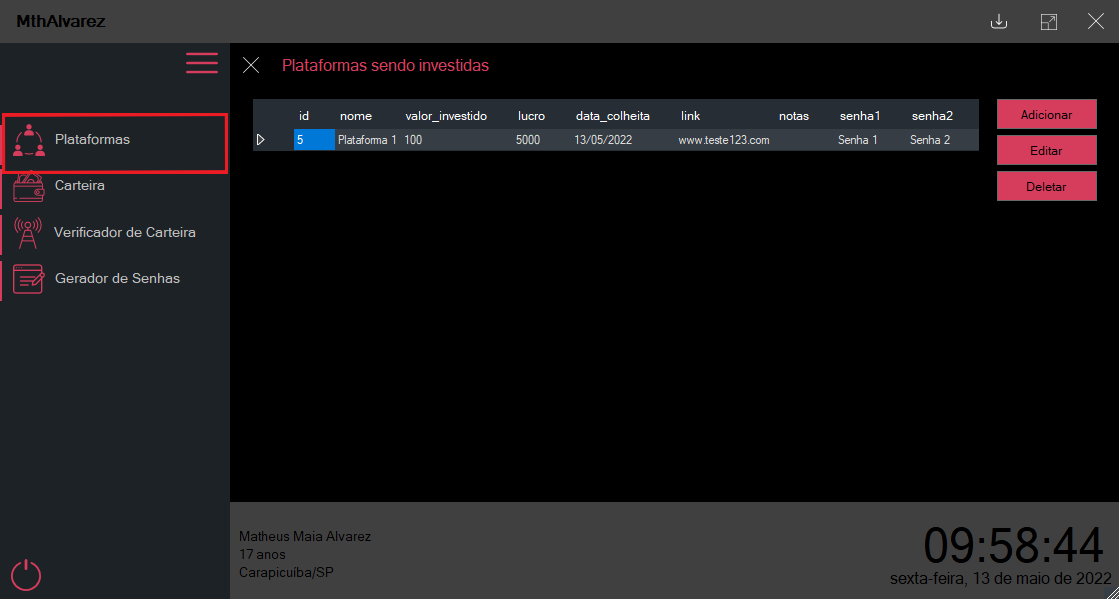 MthAlvarez
Plataformas sendo investidas
Plataformas
Carteira
Verificador de Carteira
Gerador de Senhas
id nome valor_investido lucro data_colheita link notas senha1 senha2
5 Plataforma 1 100 5000 13/05/2022 www.teste123.com Senha 1 Senha 2
Adicionar
Editar
Deletar
Matheus Maia Alvarez
17 anos
Carapicuíba/SP
09:58:44
sexta-feira, 13 de maio de 2022